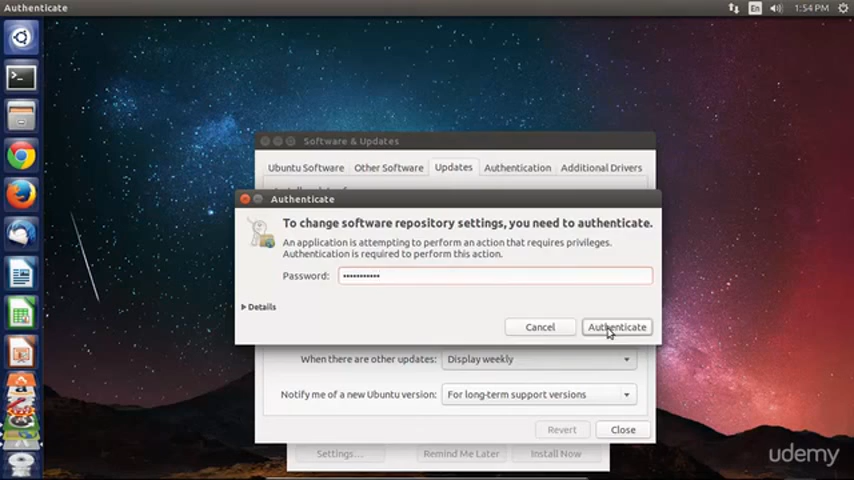 Authenticate
En
1:54 PM
Software & Updates
Ubuntu Software
Other Software
Updates
Authentication
Additional Drivers
Authenticate
To change software repository settings, you need to authenticate.
An application is attempting to perform an action that requires privileges.
Authentication is required to perform this action.
Password:
Details
Cancel
Authenticate
When there are other updates:
Display weekly
Notify me of a new Ubuntu version:
For long-term support versions
Revert
Close
Settings...
Remind Me Later
Install Now
udemy